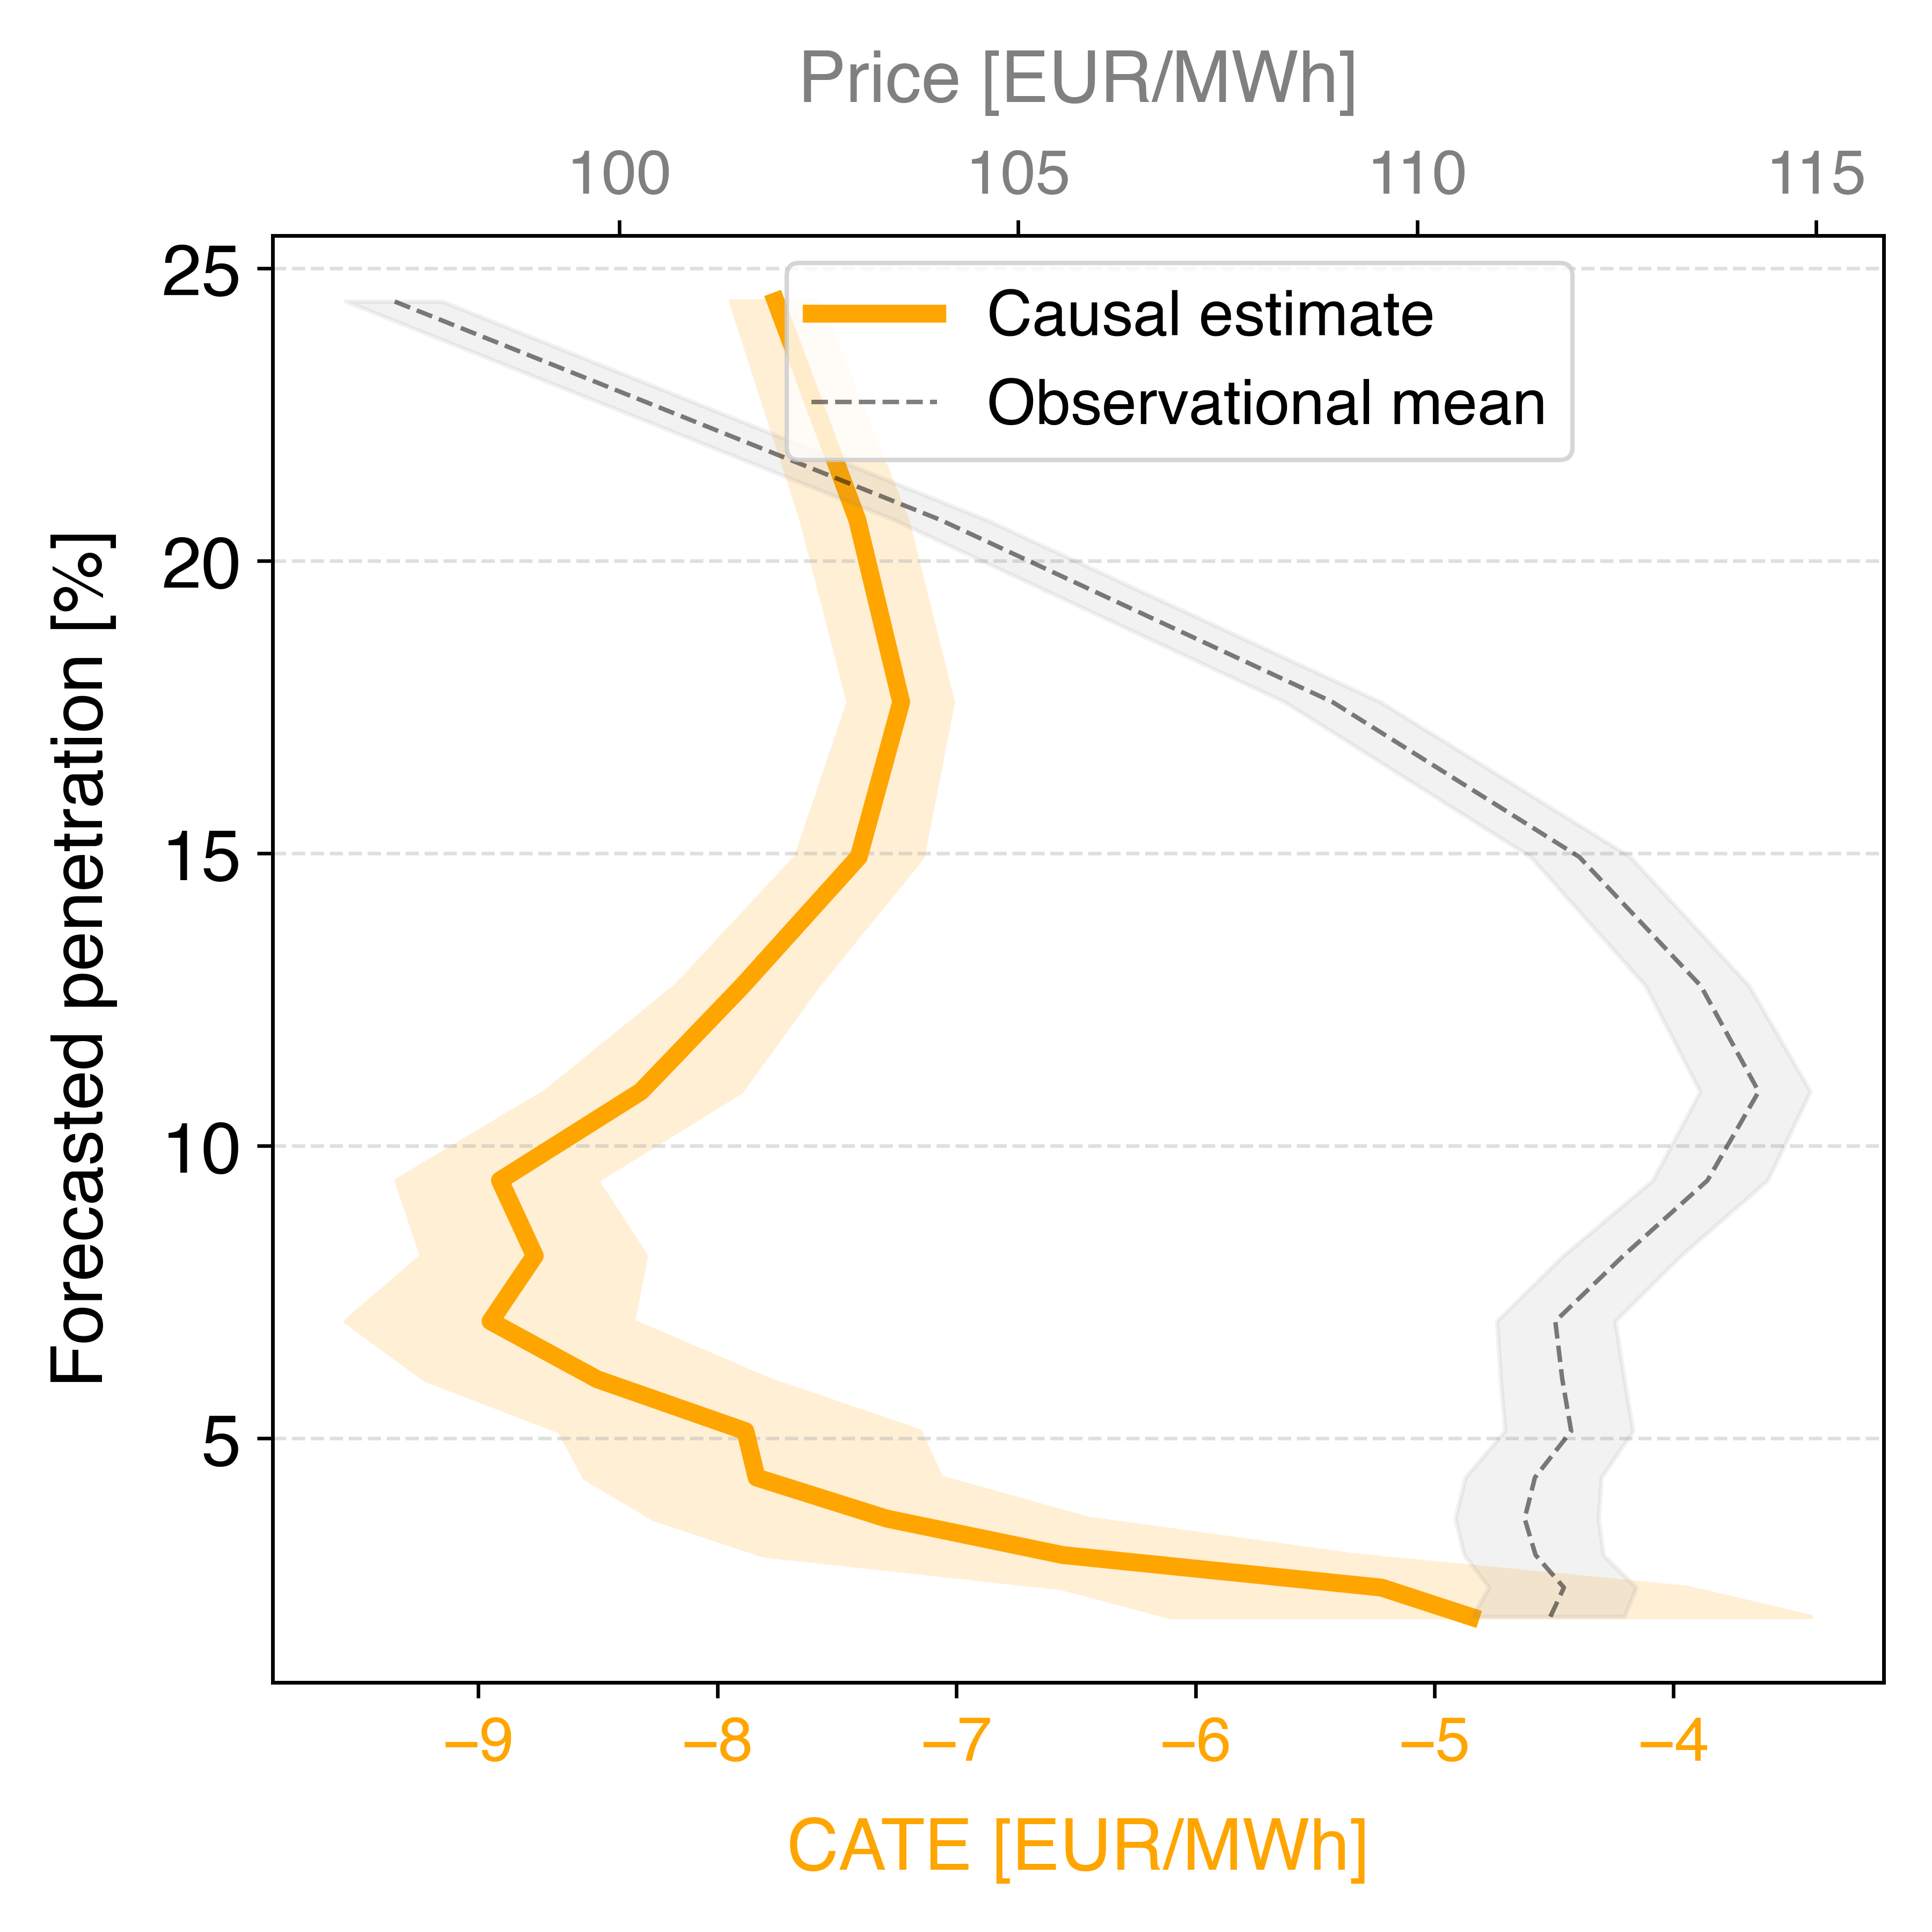 Price [EUR/MWh]
100 105 110 115
Causal estimate
Observational mean
Forecasted penetration [%]
25
20
15
10
5
−9 −8 −7 −6 −5 −4
CATE [EUR/MWh]